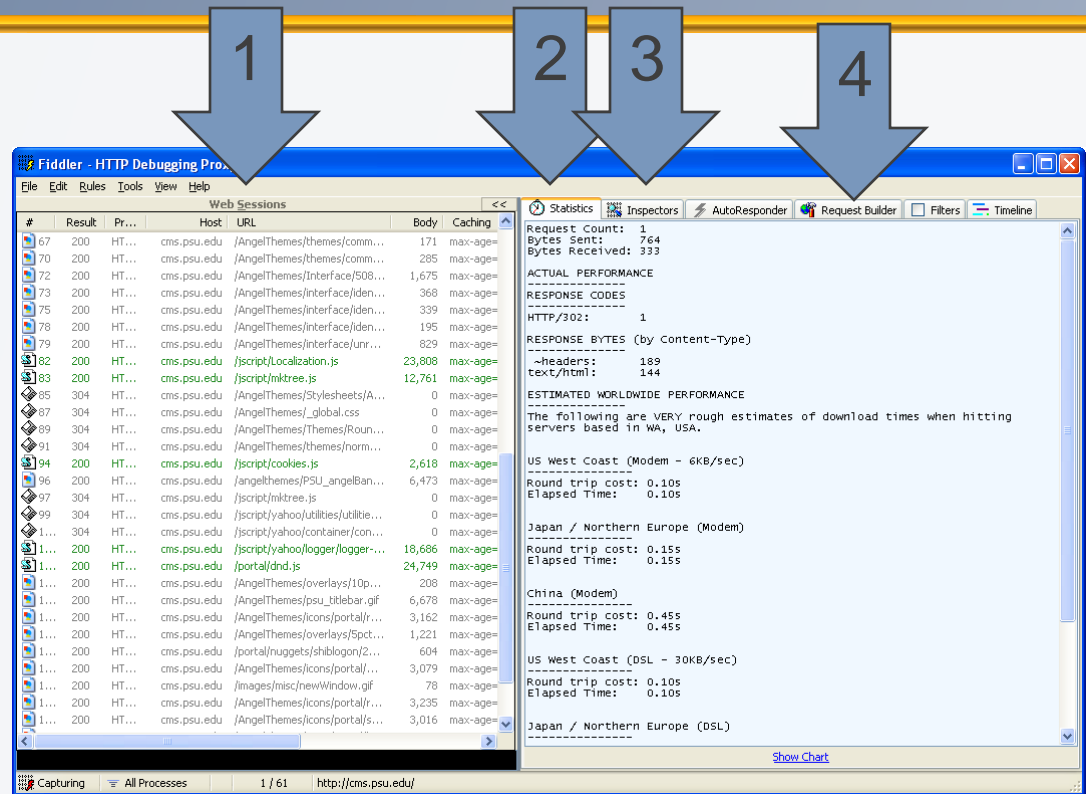 1 2 3 4
Fiddler - HTTP Debugging Prox
File Edit Rules Tools View Help
Web Sessions <<
# Result Pr... Host URL Body Caching
67 200 HT... cms.psu.edu /AngelThemes/themes/comm... 171 max-age=
70 200 HT... cms.psu.edu /AngelThemes/themes/comm... 285 max-age=
72 200 HT... cms.psu.edu /AngelThemes/Interface/508... 1,675 max-age=
73 200 HT... cms.psu.edu /AngelThemes/interface/iden... 368 max-age=
75 200 HT... cms.psu.edu /AngelThemes/interface/iden... 339 max-age=
78 200 HT... cms.psu.edu /AngelThemes/interface/iden... 195 max-age=
79 200 HT... cms.psu.edu /AngelThemes/interface/unr... 829 max-age=
82 200 HT... cms.psu.edu /jscript/Localization.js 23,808 max-age=
83 200 HT... cms.psu.edu /jscript/mktree.js 12,761 max-age=
85 304 HT... cms.psu.edu /AngelThemes/Stylesheets/A... 0 max-age=
87 304 HT... cms.psu.edu /AngelThemes/_global.css 0 max-age=
89 304 HT... cms.psu.edu /AngelThemes/Themes/Roun... 0 max-age=
91 304 HT... cms.psu.edu /AngelThemes/themes/norm... 0 max-age=
94 200 HT... cms.psu.edu /jscript/cookies.js 2,618 max-age=
96 200 HT... cms.psu.edu /angelthemes/PSU_angelBan... 6,473 max-age=
97 304 HT... cms.psu.edu /jscript/mktree.js 0 max-age=
99 304 HT... cms.psu.edu /jscript/yahoo/utilities/utilitie... 0 max-age=
1... 304 HT... cms.psu.edu /jscript/yahoo/container/con... 0 max-age=
1... 200 HT... cms.psu.edu /jscript/yahoo/logger/logger-... 18,686 max-age=
1... 200 HT... cms.psu.edu /portal/dnd.js 24,749 max-age=
1... 200 HT... cms.psu.edu /AngelThemes/overlays/10p... 208 max-age=
1... 200 HT... cms.psu.edu /AngelThemes/psu_titlebar.gif 6,678 max-age=
1... 200 HT... cms.psu.edu /AngelThemes/icons/portal/r... 3,162 max-age=
1... 200 HT... cms.psu.edu /AngelThemes/overlays/5pct... 1,221 max-age=
1... 200 HT... cms.psu.edu /portal/nuggets/shiblogon/2... 604 max-age=
1... 200 HT... cms.psu.edu /AngelThemes/icons/portal/... 3,079 max-age=
1... 200 HT... cms.psu.edu /images/misc/newWindow.gif 78 max-age=
1... 200 HT... cms.psu.edu /AngelThemes/icons/portal/r... 3,235 max-age=
1... 200 HT... cms.psu.edu /AngelThemes/icons/portal/s... 3,016 max-age=
Statistics Inspectors AutoResponder Request Builder Filters Timeline
Request Count: 1
Bytes Sent: 764
Bytes Received: 333
ACTUAL PERFORMANCE
--------------
RESPONSE CODES
--------------
HTTP/302: 1
RESPONSE BYTES (by Content-Type)
--------------
~headers: 189
text/html: 144
ESTIMATED WORLDWIDE PERFORMANCE
--------------
The following are VERY rough estimates of download times when hitting
servers based in WA, USA.
US West Coast (Modem - 6KB/sec)
---------------
Round trip cost: 0.10s
Elapsed Time: 0.10s
Japan / Northern Europe (Modem)
---------------
Round trip cost: 0.15s
Elapsed Time: 0.15s
China (Modem)
---------------
Round trip cost: 0.45s
Elapsed Time: 0.45s
US West Coast (DSL - 30KB/sec)
---------------
Round trip cost: 0.10s
Elapsed Time: 0.10s
Japan / Northern Europe (DSL)
---------------
Show Chart
Capturing All Processes 1 / 61 http://cms.psu.edu/